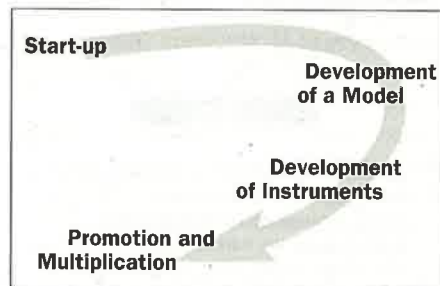 Start-up
Development
of a Model
Development
of Instruments
Promotion and
Multiplication